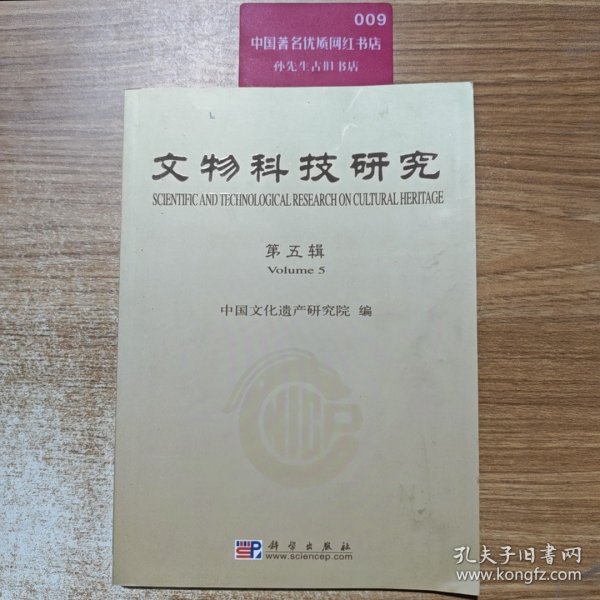 009
中国著名优质网红书店
孙先生古旧书店
文物科技研究
SCIENTIFIC AND TECHNOLOGICAL RESEARCH ON CULTURAL HERITAGE
第五辑
Volume 5
中国文化遗产研究院 编
科学出版社
www.sciencep.com
孔夫子旧书网
www.kongfz.com